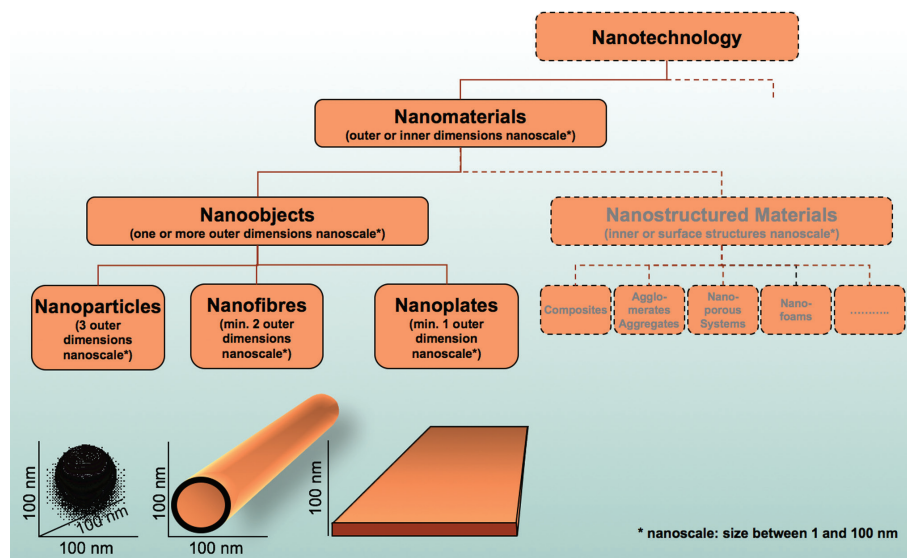 Nanotechnology
Nanomaterials
(outer or inner dimensions nanoscale*)
Nanoobjects
(one or more outer dimensions nanoscale*)
Nanostructured Materials
(inner or surface structures nanoscale*)
Nanoparticles
(3 outer
dimensions
nanoscale*)
Nanofibres
(min. 2 outer
dimensions
nanoscale*)
Nanoplates
(min. 1 outer
dimension
nanoscale*)
Composites
Agglo-
merates
Aggregates
Nano-
porous
Systems
Nano-
foams
...........
100 nm
100 nm
100 nm
100 nm
100 nm
100 nm
* nanoscale: size between 1 and 100 nm